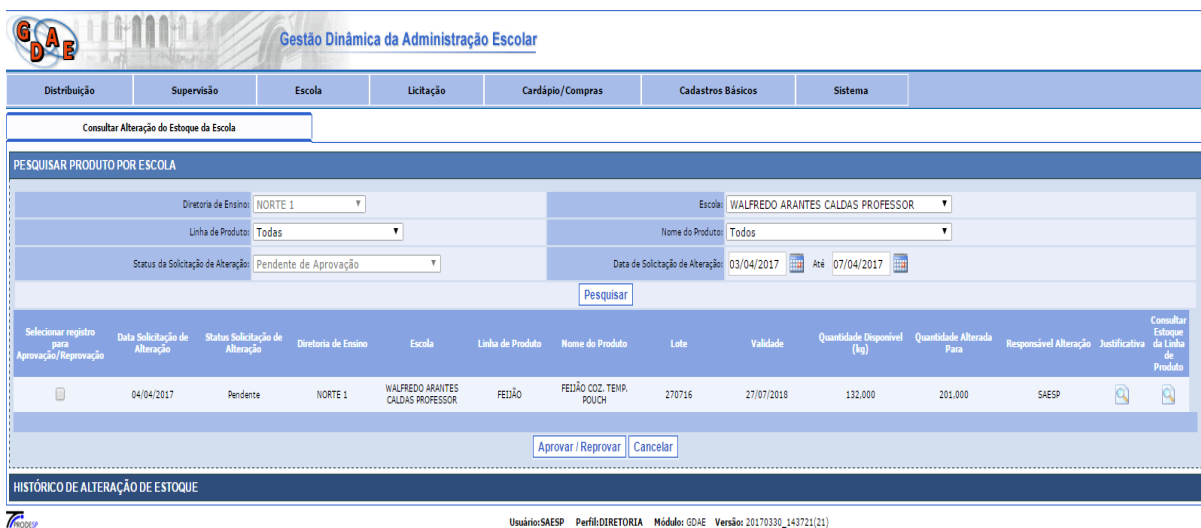 GDAE
Gestão Dinâmica da Administração Escolar
Distribuição Supervisão Escola Licitação Cardápio/Compras Cadastros Básicos Sistema
Consultar Alteração do Estoque da Escola
PESQUISAR PRODUTO POR ESCOLA
Diretoria de Ensino: NORTE 1 Escola: WALFREDO ARANTES CALDAS PROFESSOR
Linha de Produto: Todas Nome do Produto: Todos
Status da Solicitação de Alteração: Pendente de Aprovação Data de Solicitação de Alteração: 03/04/2017 Até 07/04/2017
Pesquisar
Selecionar registro para Aprovação/Reprovação Data Solicitação de Alteração Status Solicitação de Alteração Diretoria de Ensino Escola Linha de Produto Nome do Produto Lote Validade Quantidade Disponível (kg) Quantidade Alterada Para Responsável Alteração Justificativa Consultar Estoque da Linha de Produto
04/04/2017 Pendente NORTE 1 WALFREDO ARANTES CALDAS PROFESSOR FEIJÃO FEIJÃO COZ. TEMP. POUCH 270716 27/07/2018 132,000 201,000 SAESP
Aprovar / Reprovar Cancelar
HISTÓRICO DE ALTERAÇÃO DE ESTOQUE
PRODESP Usuário:SAESP Perfil:DIRETORIA Módulo: GDAE Versão: 20170330_143721(21)